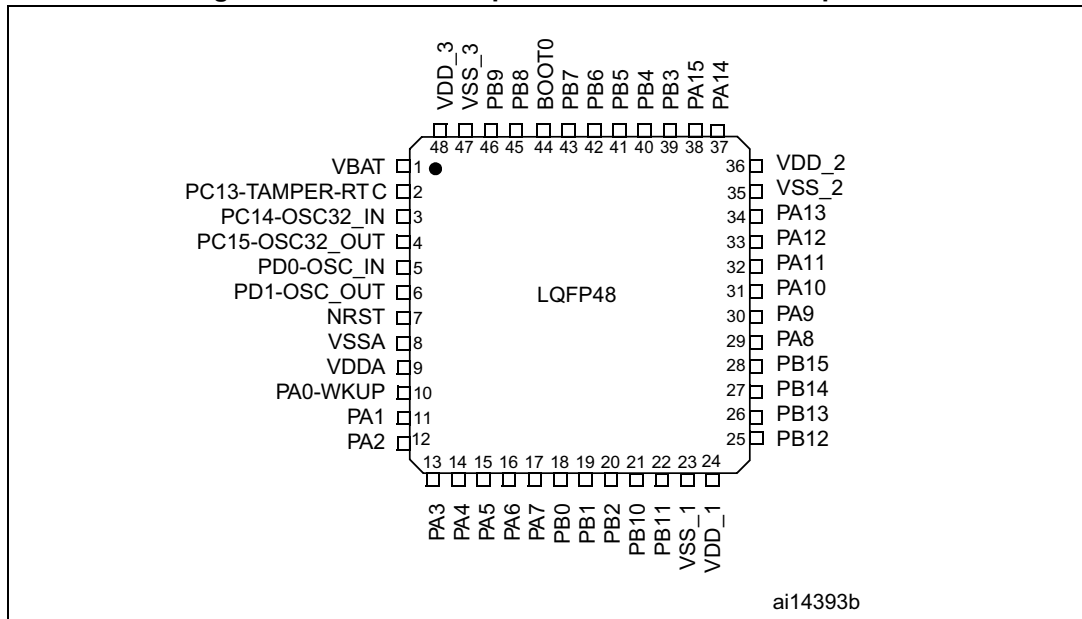 VDD_3
VSS_3
PB9
PB8
BOOT0
PB7
PB6
PB5
PB4
PB3
PA15
PA14
48 47 46 45 44 43 42 41 40 39 38 37
VBAT 1
PC13-TAMPER-RTC 2
PC14-OSC32_IN 3
PC15-OSC32_OUT 4
PD0-OSC_IN 5
PD1-OSC_OUT 6
NRST 7
VSSA 8
VDDA 9
PA0-WKUP 10
PA1 11
PA2 12
LQFP48
36 VDD_2
35 VSS_2
34 PA13
33 PA12
32 PA11
31 PA10
30 PA9
29 PA8
28 PB15
27 PB14
26 PB13
25 PB12
13 14 15 16 17 18 19 20 21 22 23 24
PA3
PA4
PA5
PA6
PA7
PB0
PB1
PB2
PB10
PB11
VSS_1
VDD_1
ai14393b